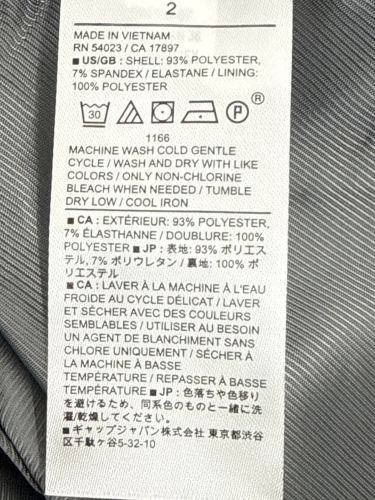 2
MADE IN VIETNAM
RN 54023 / CA 17897
■ US/GB : SHELL: 93% POLYESTER,
7% SPANDEX / ELASTANE / LINING:
100% POLYESTER
30 P ®
1166
MACHINE WASH COLD GENTLE
CYCLE / WASH AND DRY WITH LIKE
COLORS / ONLY NON-CHLORINE
BLEACH WHEN NEEDED / TUMBLE
DRY LOW / COOL IRON
■ CA : EXTÉRIEUR: 93% POLYESTER,
7% ÉLASTHANNE / DOUBLURE: 100%
POLYESTER ■ JP : 表地: 93% ポリエス
テル, 7% ポリウレタン / 裏地: 100% ポ
リエステル
■ CA : LAVER À LA MACHINE À L'EAU
FROIDE AU CYCLE DÉLICAT / LAVER
ET SÉCHER AVEC DES COULEURS
SEMBLABLES / UTILISER AU BESOIN
UN AGENT DE BLANCHIMENT SANS
CHLORE UNIQUEMENT / SÉCHER À
LA MACHINE À BASSE
TEMPÉRATURE / REPASSER À BASSE
TEMPÉRATURE ■ JP : 色落ちや色移り
を避けるため、同系色のものと一緒に洗
濯/乾燥してください。
■ ギャップジャパン株式会社 東京都渋谷
区千駄ヶ谷5-32-10